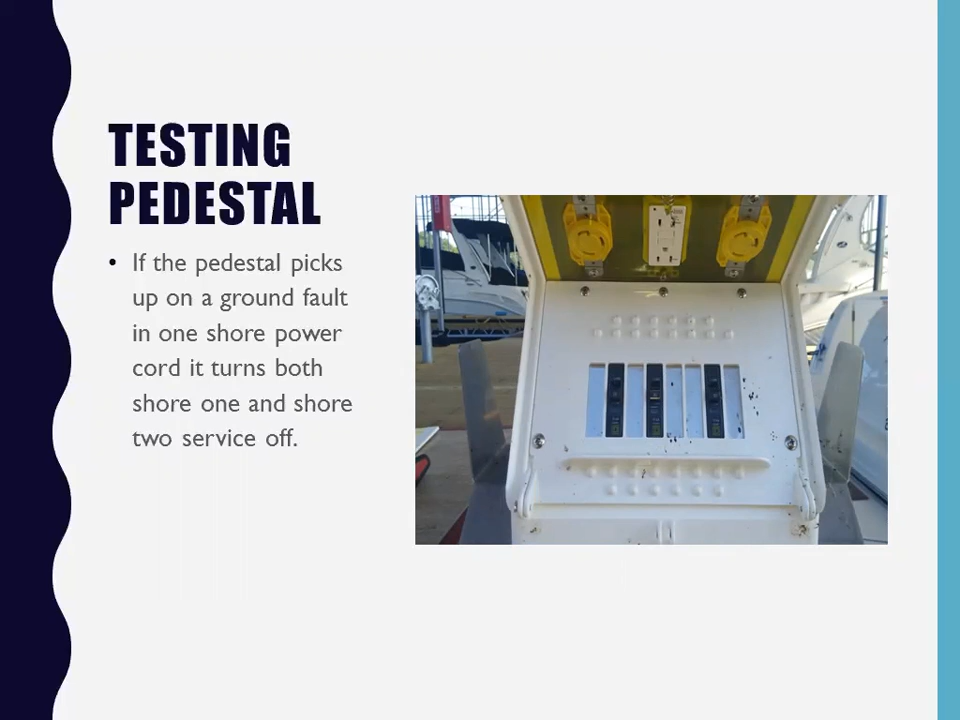 TESTING
PEDESTAL
• If the pedestal picks
up on a ground fault
in one shore power
cord it turns both
shore one and shore
two service off.